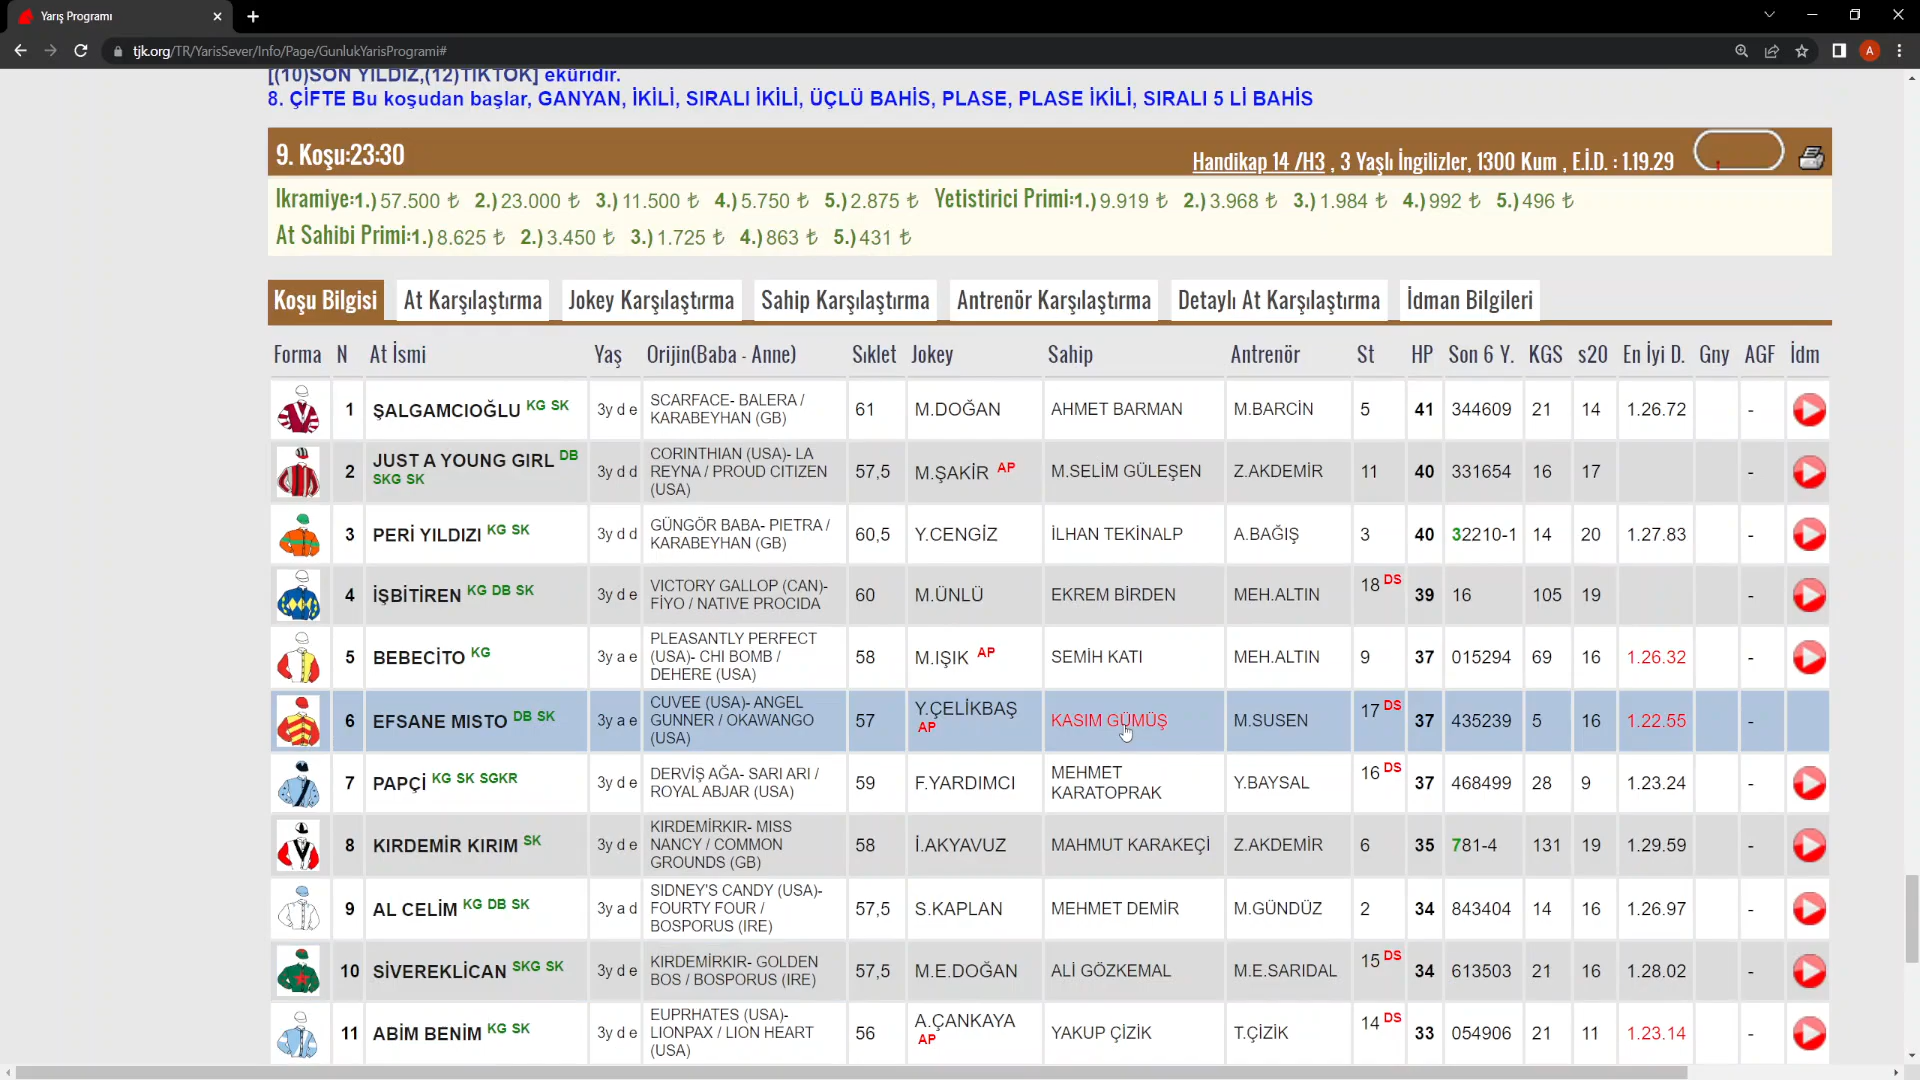 Yarış Programı
tjk.org/TR/YarisSever/Info/Page/GunlukYarisProgrami#
A
[(10)SON YILDIZ,(12)TIKTOK] eküridir.
8. ÇİFTE Bu koşudan başlar, GANYAN, İKİLİ, SIRALI İKİLİ, ÜÇLÜ BAHİS, PLASE, PLASE İKİLİ, SIRALI 5 Lİ BAHİS
9. Koşu:23:30
Handikap 14 /H3 , 3 Yaşlı İngilizler, 1300 Kum , E.İ.D. : 1.19.29
Ikramiye:1.) 57.500 ₺ 2.) 23.000 ₺ 3.) 11.500 ₺ 4.) 5.750 ₺ 5.) 2.875 ₺ Yetistirici Primi:1.) 9.919 ₺ 2.) 3.968 ₺ 3.) 1.984 ₺ 4.) 992 ₺ 5.) 496 ₺
At Sahibi Primi:1.) 8.625 ₺ 2.) 3.450 ₺ 3.) 1.725 ₺ 4.) 863 ₺ 5.) 431 ₺
Koşu Bilgisi At Karşılaştırma Jokey Karşılaştırma Sahip Karşılaştırma Antrenör Karşılaştırma Detaylı At Karşılaştırma İdman Bilgileri
Forma N At İsmi Yaş Orijin(Baba - Anne) Sıklet Jokey Sahip Antrenör St HP Son 6 Y. KGS s20 En İyi D. Gny AGF İdm
1 ŞALGAMCIOĞLU KG SK 3y d e SCARFACE- BALERA / KARABEYHAN (GB) 61 M.DOĞAN AHMET BARMAN M.BARCİN 5 41 344609 21 14 1.26.72 -
2 JUST A YOUNG GIRL DB SKG SK 3y d d CORINTHIAN (USA)- LA REYNA / PROUD CITIZEN (USA) 57,5 M.ŞAKİR AP M.SELİM GÜLEŞEN Z.AKDEMİR 11 40 331654 16 17 -
3 PERİ YILDIZI KG SK 3y d d GÜNGÖR BABA- PIETRA / KARABEYHAN (GB) 60,5 Y.CENGİZ İLHAN TEKİNALP A.BAĞIŞ 3 40 32210-1 14 20 1.27.83 -
4 İŞBİTİREN KG DB SK 3y d e VICTORY GALLOP (CAN)- FİYO / NATIVE PROCIDA 60 M.ÜNLÜ EKREM BİRDEN MEH.ALTIN 18 DS 39 16 105 19 -
5 BEBECİTO KG 3y a e PLEASANTLY PERFECT (USA)- CHI BOMB / DEHERE (USA) 58 M.IŞIK AP SEMİH KATI MEH.ALTIN 9 37 015294 69 16 1.26.32 -
6 EFSANE MISTO DB SK 3y a e CUVEE (USA)- ANGEL GUNNER / OKAWANGO (USA) 57 Y.ÇELİKBAŞ AP KASIM GÜMÜŞ M.SUSEN 17 DS 37 435239 5 16 1.22.55 -
7 PAPÇİ KG SK SGKR 3y d e DERVİŞ AĞA- SARI ARI / ROYAL ABJAR (USA) 59 F.YARDIMCI MEHMET KARATOPRAK Y.BAYSAL 16 DS 37 468499 28 9 1.23.24 -
8 KIRDEMİR KIRIM SK 3y d e KIRDEMİRKIR- MISS NANCY / COMMON GROUNDS (GB) 58 İ.AKYAVUZ MAHMUT KARAKEÇİ Z.AKDEMİR 6 35 781-4 131 19 1.29.59 -
9 AL CELİM KG DB SK 3y a d SIDNEY'S CANDY (USA)- FOURTY FOUR / BOSPORUS (IRE) 57,5 S.KAPLAN MEHMET DEMİR M.GÜNDÜZ 2 34 843404 14 16 1.26.97 -
10 SİVEREKLİCAN SKG SK 3y d e KIRDEMİRKIR- GOLDEN BOS / BOSPORUS (IRE) 57,5 M.E.DOĞAN ALİ GÖZKEMAL M.E.SARIDAL 15 DS 34 613503 21 16 1.28.02 -
11 ABİM BENİM KG SK 3y d e EUPRHATES (USA)- LIONPAX / LION HEART (USA) 56 A.ÇANKAYA AP YAKUP ÇİZİK T.ÇİZİK 14 DS 33 054906 21 11 1.23.14 -